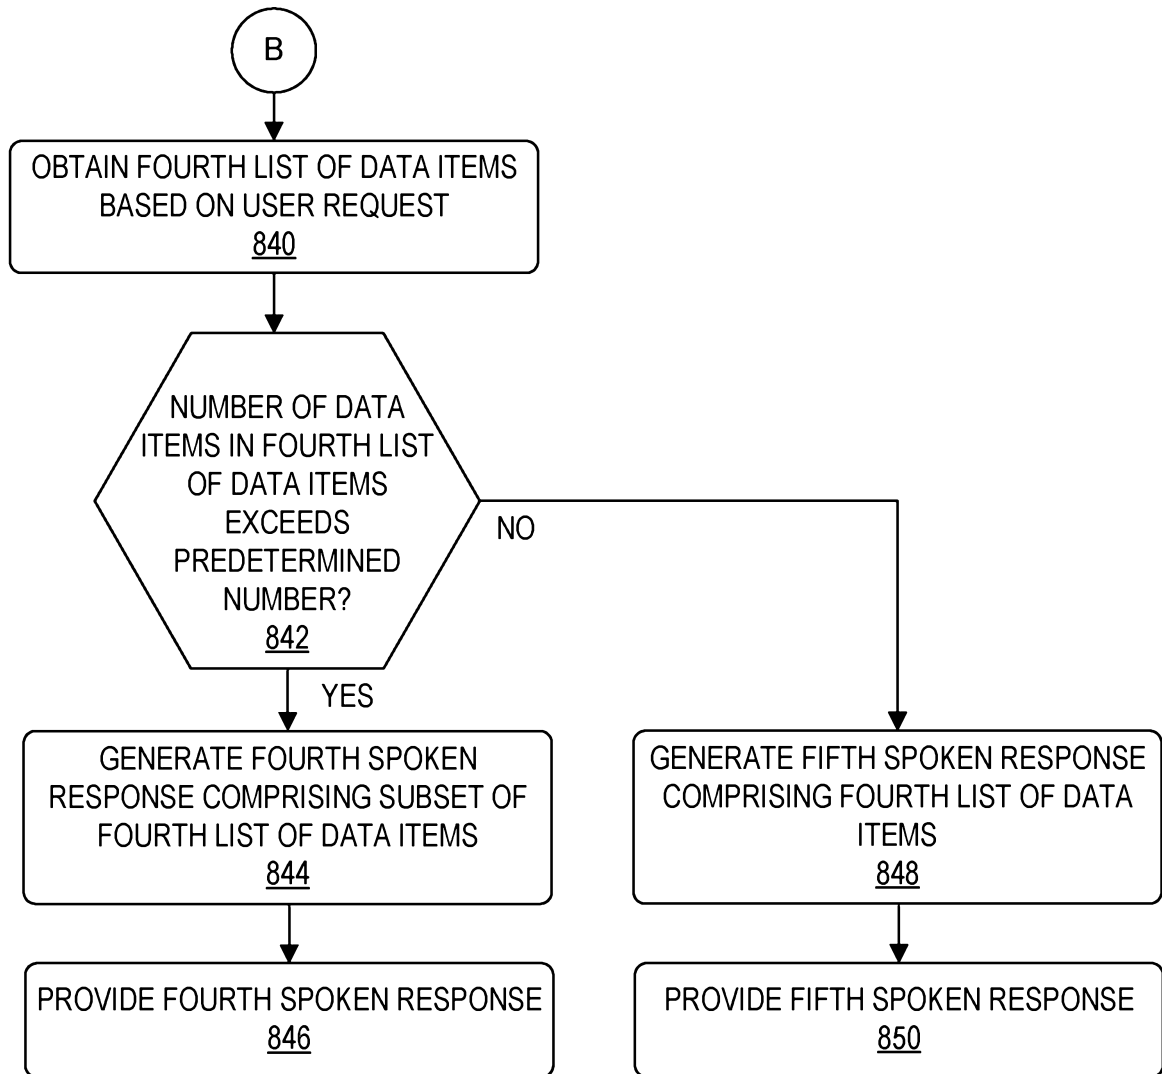 B
OBTAIN FOURTH LIST OF DATA ITEMS
BASED ON USER REQUEST
840
NUMBER OF DATA
ITEMS IN FOURTH LIST
OF DATA ITEMS
EXCEEDS
PREDETERMINED
NUMBER?
842
NO
YES
GENERATE FOURTH SPOKEN
RESPONSE COMPRISING SUBSET OF
FOURTH LIST OF DATA ITEMS
844
GENERATE FIFTH SPOKEN RESPONSE
COMPRISING FOURTH LIST OF DATA
ITEMS
848
PROVIDE FOURTH SPOKEN RESPONSE
846
PROVIDE FIFTH SPOKEN RESPONSE
850